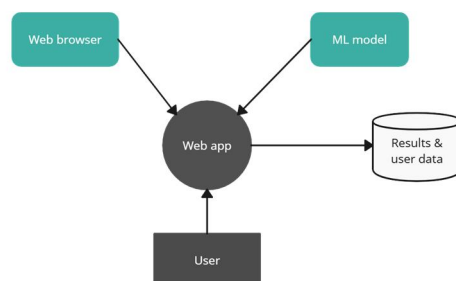 Web browser
ML model
Web app
Results &
user data
User